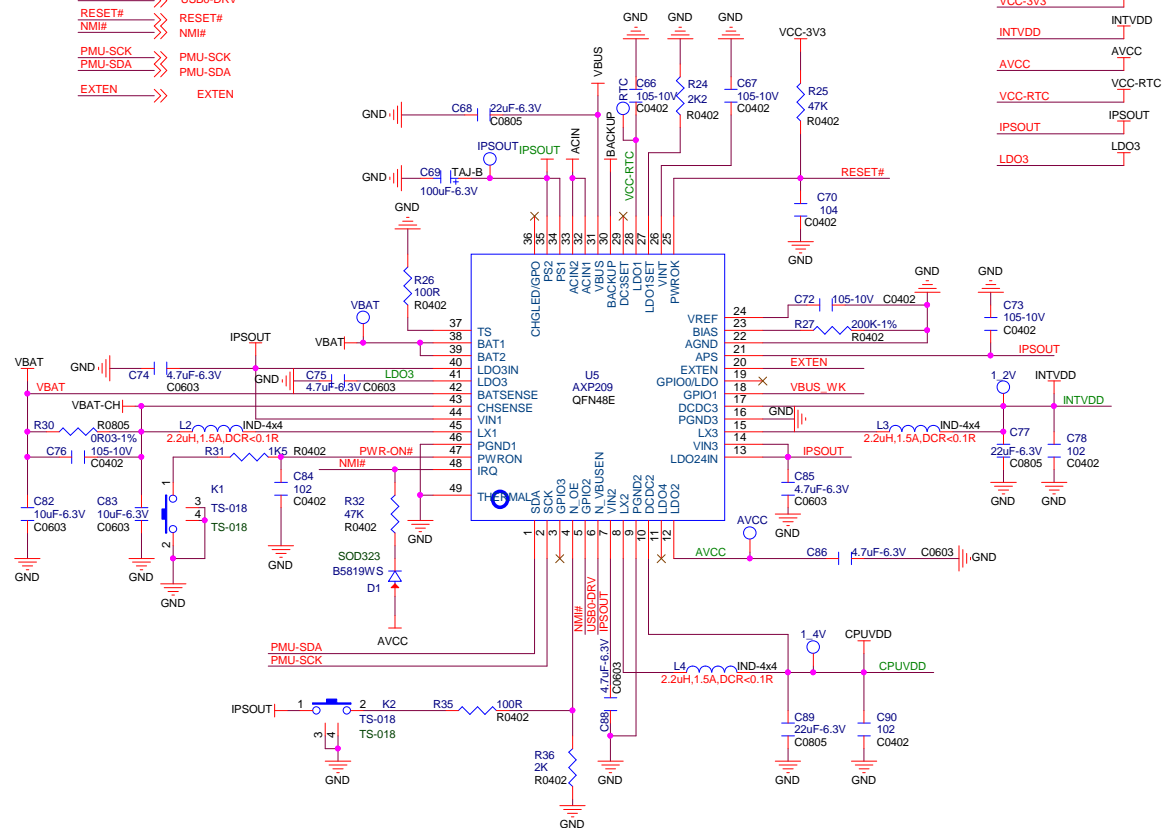 USB0-DRV
RESET#
RESET#
NMI#
NMI#
PMU-SCK
PMU-SCK
PMU-SDA
PMU-SDA
EXTEN
EXTEN
VCC-3V3
INTVDD
INTVDD
AVCC
AVCC
VCC-RTC
VCC-RTC
IPSOUT
IPSOUT
LDO3
LDO3
GND
GND
GND
VCC-3V3
VBUS
RTC
C66
105-10V
C0402
R24
2K2
R0402
C67
105-10V
C0402
R25
47K
R0402
GND
C68
22uF-6.3V
C0805
ACIN
BACKUP
VCC-RTC
IPSOUT
IPSOUT
GND
C69
TAJ-B
100uF-6.3V
RESET#
C70
104
C0402
GND
GND
R26
100R
R0402
36
35
34
33
32
31
30
29
28
27
26
25
CHGLED/GPO
PS2
PS1
ACIN2
ACIN1
VBUS
BACKUP
DC3SET
LDO1
LDO1SET
VINT
PWROK
U5
AXP209
QFN48E
37
TS
38
BAT1
39
BAT2
40
LDO3IN
41
LDO3
42
BATSENSE
43
CHSENSE
44
VIN1
45
LX1
46
PGND1
47
PWRON
48
IRQ
49
THERMAL
VREF
24
BIAS
23
AGND
22
APS
21
EXTEN
20
GPIO0/LDO
19
GPIO1
18
DCDC3
17
PGND3
16
LX3
15
VIN3
14
LDO24IN
13
SDA
SCK
GPIO3
N_OE
GPIO2
N_VBUSEN
VIN2
LX2
PGND2
DCDC2
LDO4
LDO2
1
2
3
4
5
6
7
8
9
10
11
12
VBAT
VBAT
IPSOUT
VBAT
GND
C74
4.7uF-6.3V
C0603
GND
C75
4.7uF-6.3V
C0603
LDO3
VBAT
VBAT-CH
R30
R0805
0R03-1%
C76
105-10V
C0402
L2
IND-4x4
2.2uH,1.5A,DCR<0.1R
R31
1K5
R0402
PWR-ON#
NMI#
C82
10uF-6.3V
C0603
GND
C83
10uF-6.3V
C0603
GND
K1
TS-018
TS-018
1
2
3
4
GND
C84
102
C0402
GND
R32
47K
R0402
GND
SOD323
B5819WS
D1
AVCC
GND
GND
C72
105-10V
C0402
R27
200K-1%
R0402
C73
105-10V
C0402
IPSOUT
EXTEN
VBUS_WK
1_2V
INTVDD
INTVDD
GND
L3
IND-4x4
2.2uH,1.5A,DCR<0.1R
C77
22uF-6.3V
C0805
GND
C78
102
C0402
GND
IPSOUT
C85
4.7uF-6.3V
C0603
GND
AVCC
AVCC
C86
4.7uF-6.3V
C0603
GND
PMU-SDA
PMU-SCK
NMI#
USB0-DRV
IPSOUT
4.7uF-6.3V
C0603
C88
GND
L4
IND-4x4
2.2uH,1.5A,DCR<0.1R
1_4V
CPUVDD
CPUVDD
C89
22uF-6.3V
C0805
GND
C90
102
C0402
GND
IPSOUT
1
2
K2
TS-018
TS-018
3
4
GND
R35
100R
R0402
R36
2K
R0402
GND